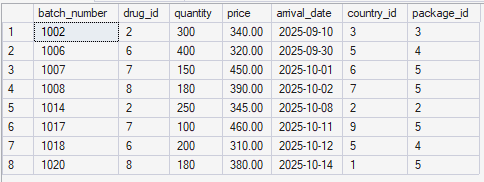 batch_number drug_id quantity price arrival_date country_id package_id
1 1002 2 300 340.00 2025-09-10 3 3
2 1006 6 400 320.00 2025-09-30 5 4
3 1007 7 150 450.00 2025-10-01 6 5
4 1008 8 180 390.00 2025-10-02 7 5
5 1014 2 250 345.00 2025-10-08 2 2
6 1017 7 100 460.00 2025-10-11 9 5
7 1018 6 200 310.00 2025-10-12 5 4
8 1020 8 180 380.00 2025-10-14 1 5